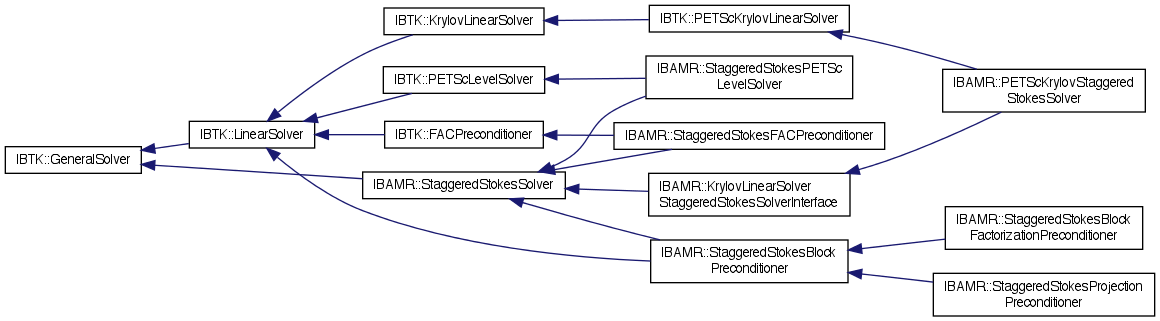 IBTK::GeneralSolver
IBTK::LinearSolver
IBAMR::StaggeredStokesSolver
IBTK::KrylovLinearSolver
IBTK::PETScLevelSolver
IBTK::FACPreconditioner
IBTK::PETScKrylovLinearSolver
IBAMR::StaggeredStokesPETSc
LevelSolver
IBAMR::StaggeredStokesFACPreconditioner
IBAMR::KrylovLinearSolver
StaggeredStokesSolverInterface
IBAMR::StaggeredStokesBlock
Preconditioner
IBAMR::PETScKrylovStaggered
StokesSolver
IBAMR::StaggeredStokesBlock
FactorizationPreconditioner
IBAMR::StaggeredStokesProjection
Preconditioner